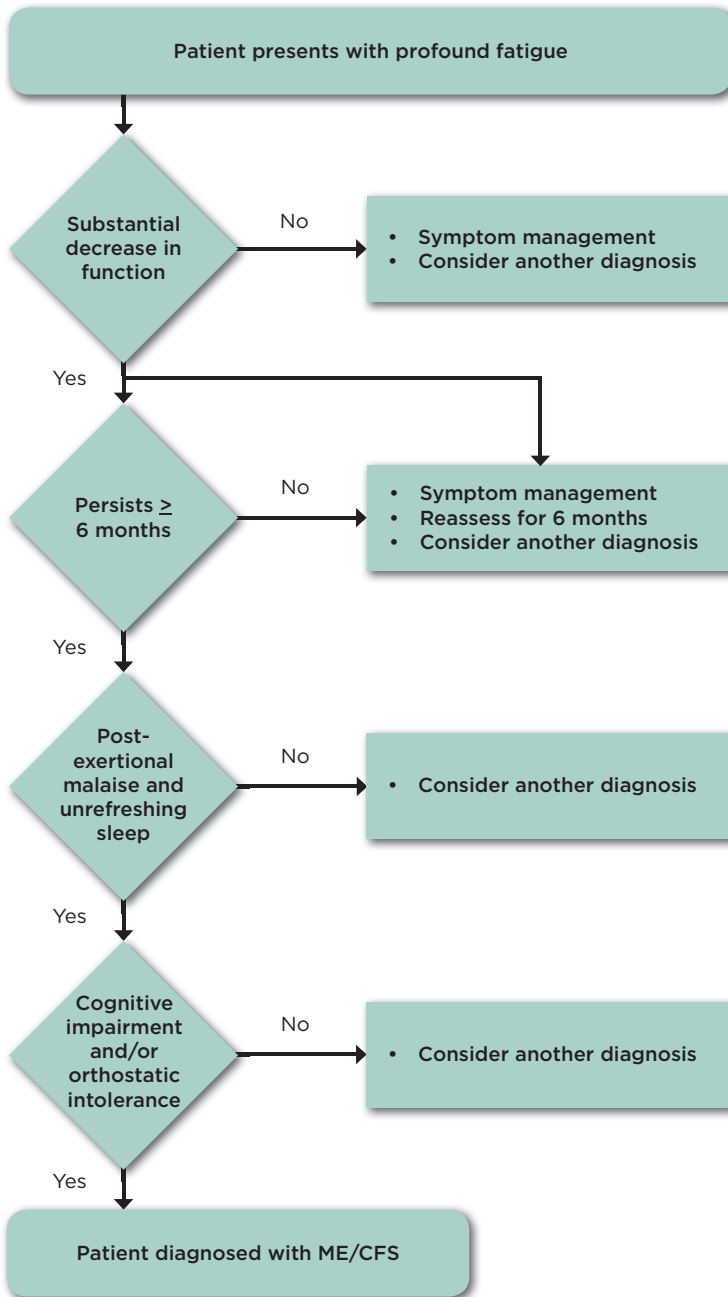 Patient presents with profound fatigue
Substantial
decrease in
function
No
• Symptom management
• Consider another diagnosis
Yes
Persists ≥
6 months
No
• Symptom management
• Reassess for 6 months
• Consider another diagnosis
Yes
Post-
exertional
malaise and
unrefreshing
sleep
No
• Consider another diagnosis
Yes
Cognitive
impairment
and/or
orthostatic
intolerance
No
• Consider another diagnosis
Yes
Patient diagnosed with ME/CFS